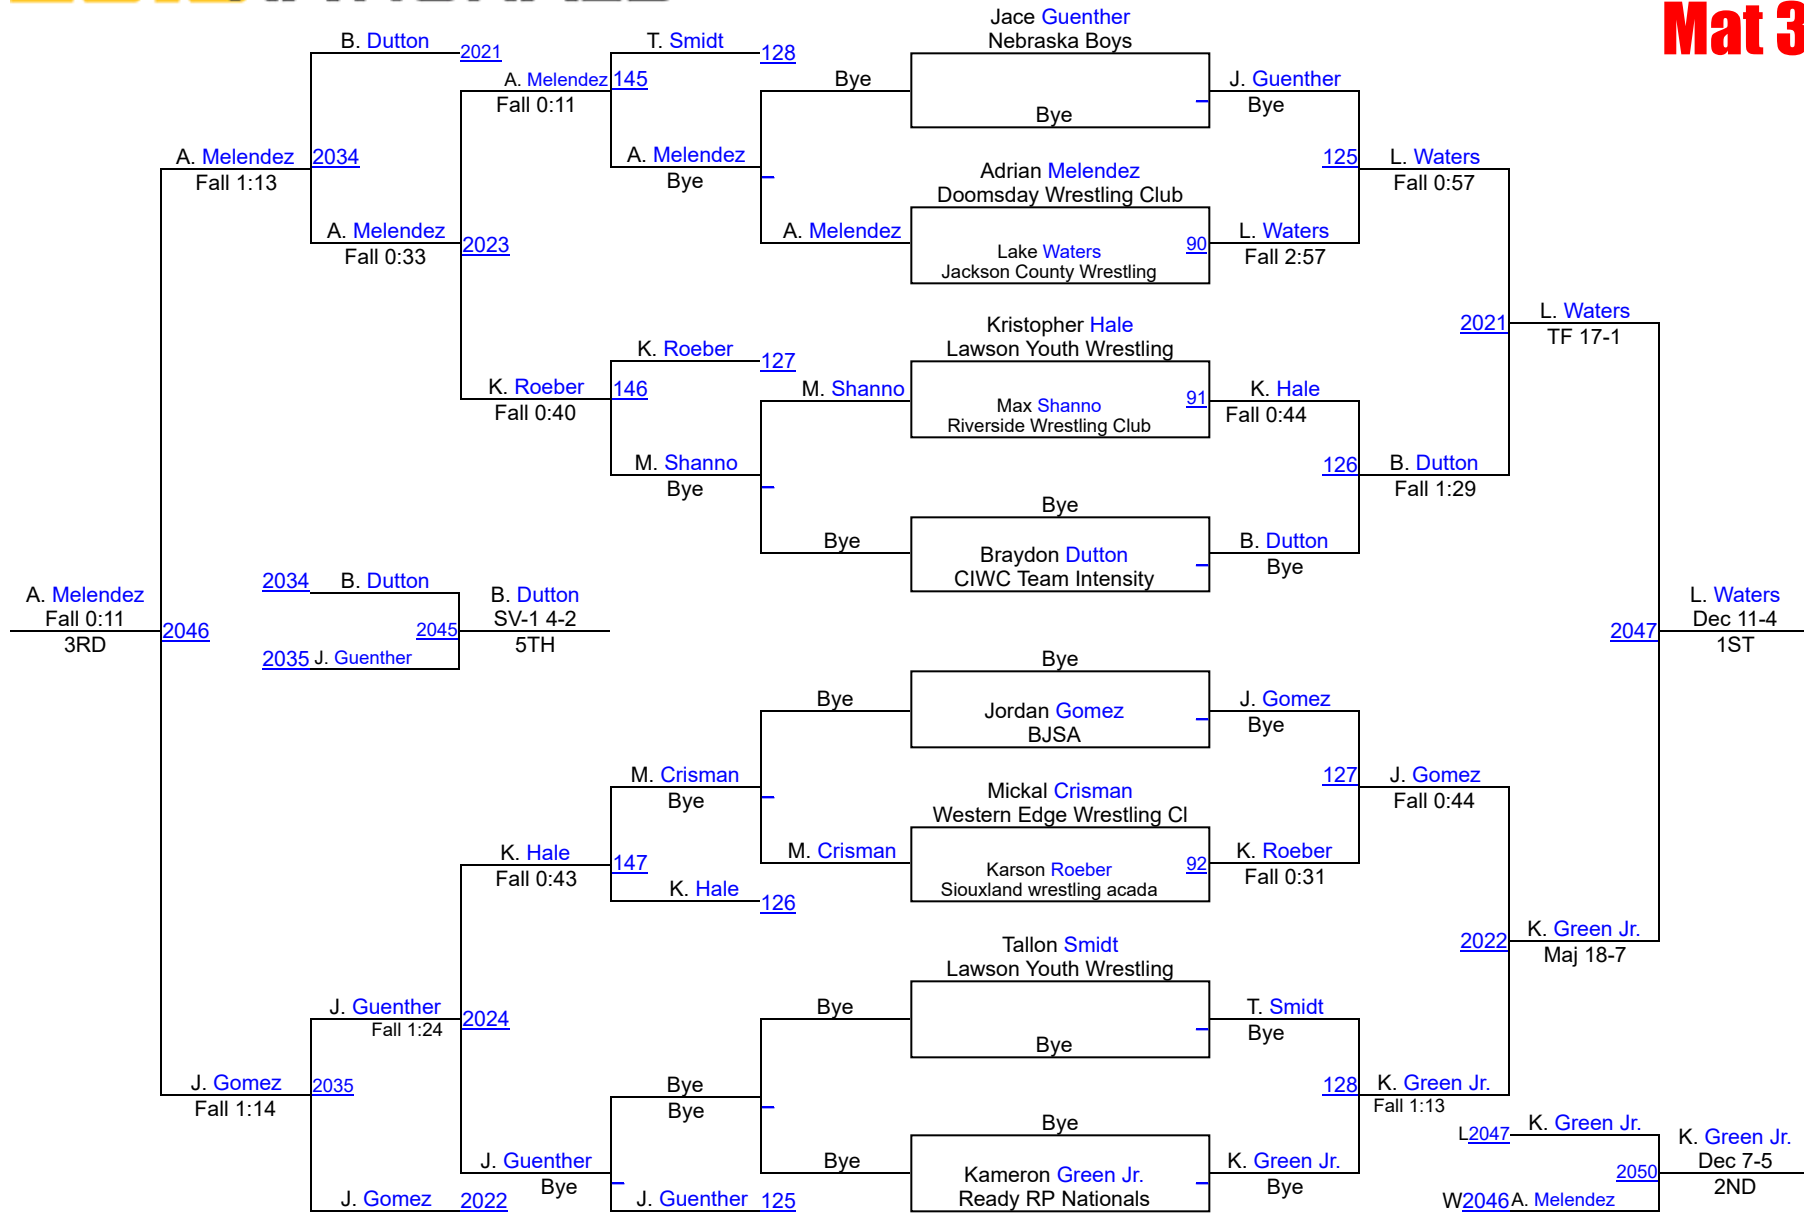 Mat 3
Jace Guenther
Nebraska Boys
Bye
Adrian Melendez
Doomsday Wrestling Club
Lake Waters
Jackson County Wrestling
90
Kristopher Hale
Lawson Youth Wrestling
Max Shanno
Riverside Wrestling Club
91
Bye
Braydon Dutton
CIWC Team Intensity
Bye
Jordan Gomez
BJSA
Mickal Crisman
Western Edge Wrestling Cl
Karson Roeber
Siouxland wrestling acada
92
Tallon Smidt
Lawson Youth Wrestling
Bye
Bye
Kameron Green Jr.
Ready RP Nationals
J. Guenther
Bye
125
L. Waters
Fall 2:57
K. Hale
Fall 0:44
126
B. Dutton
Bye
J. Gomez
Bye
127
K. Roeber
Fall 0:31
T. Smidt
Bye
128
K. Green Jr.
Bye
L. Waters
Fall 0:57
2021
B. Dutton
Fall 1:29
J. Gomez
Fall 0:44
2022
K. Green Jr.
Fall 1:13
L. Waters
TF 17-1
2047
K. Green Jr.
Maj 18-7
L. Waters
Dec 11-4
1ST
L2047 K. Green Jr.
2050
W2046 A. Melendez
K. Green Jr.
Dec 7-5
2ND
Bye
A. Melendez
M. Shanno
Bye
Bye
M. Crisman
Bye
Bye
T. Smidt 128
145
A. Melendez
Bye
K. Roeber 127
146
M. Shanno
Bye
M. Crisman
Bye
147
K. Hale 126
Bye
Bye
J. Guenther 125
A. Melendez
Fall 0:11
2023
K. Roeber
Fall 0:40
K. Hale
Fall 0:43
2024
J. Guenther
Bye
B. Dutton 2021
2034
A. Melendez
Fall 0:33
J. Guenther
Fall 1:24
2035
J. Gomez 2022
A. Melendez
Fall 1:13
2046
J. Gomez
Fall 1:14
A. Melendez
Fall 0:11
3RD
2034 B. Dutton
2045
2035 J. Guenther
B. Dutton
SV-1 4-2
5TH